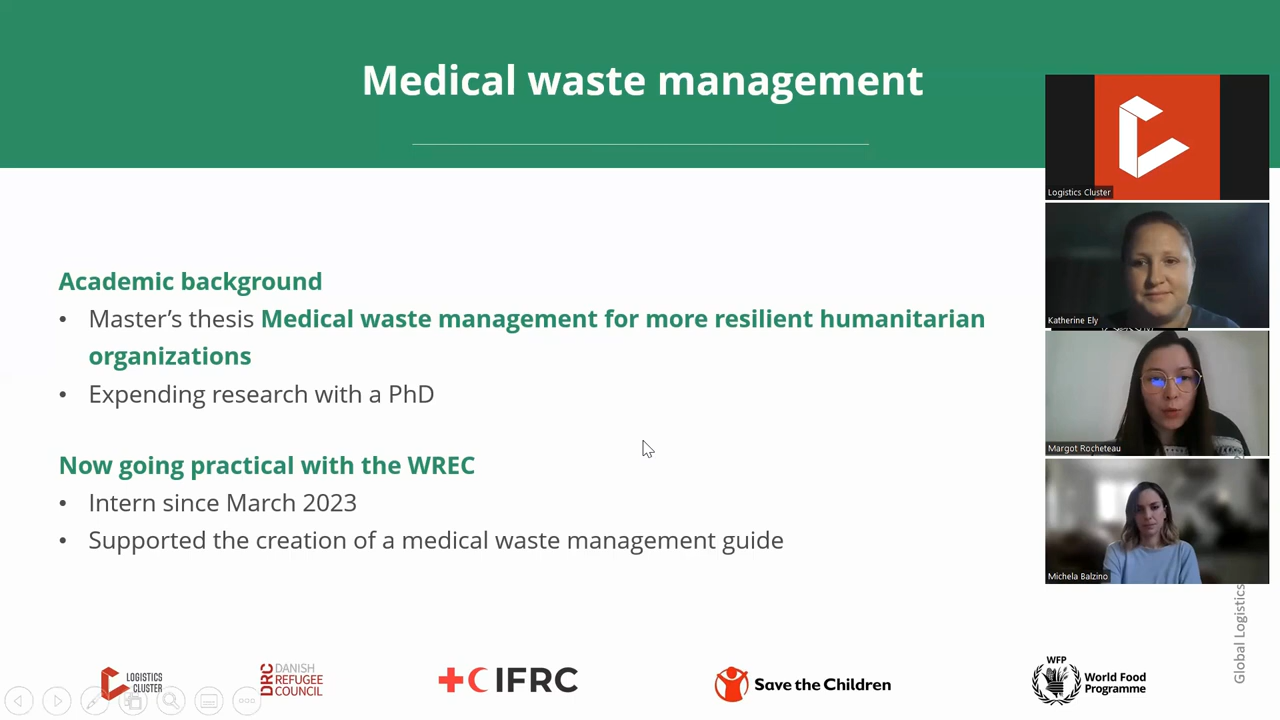 Medical waste management
Academic background
• Master's thesis Medical waste management for more resilient humanitarian
organizations
• Expending research with a PhD
Now going practical with the WREC
• Intern since March 2023
• Supported the creation of a medical waste management guide
Logistics Cluster
Katherine Ely
Margot Rocheteau
Michela Balzino
Global Logistics
LOGISTICS
CLUSTER
DRC
DANISH
REFUGEE
COUNCIL
IFRC
Save the Children
WFP
World Food
Programme